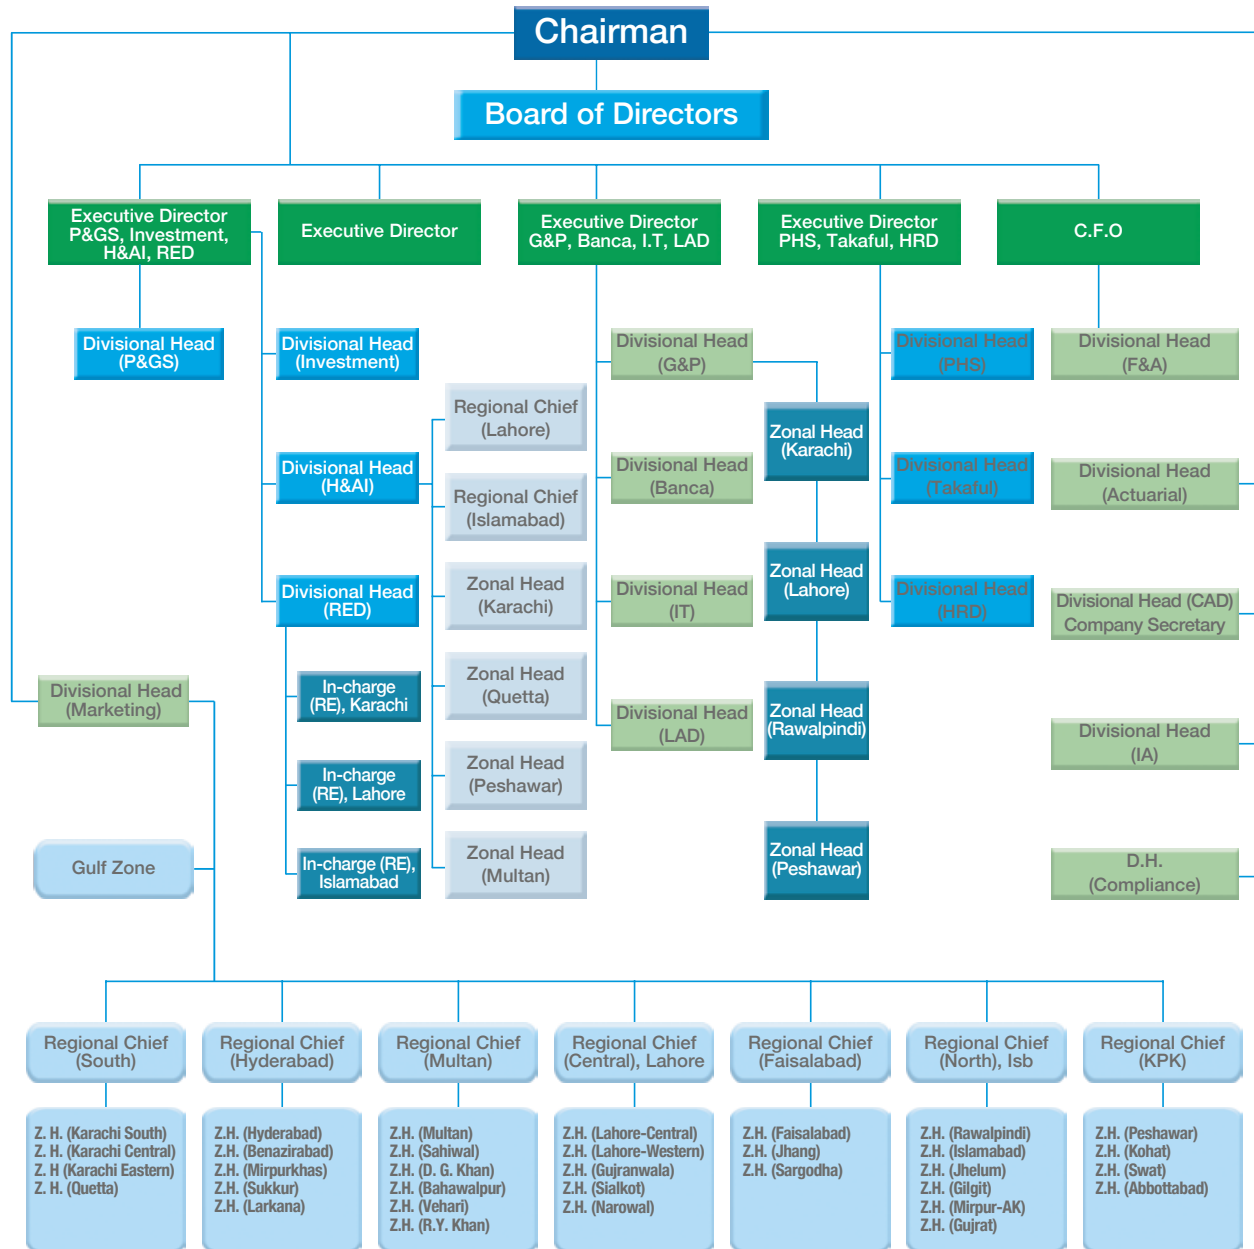 Chairman
Board of Directors
Executive Director
P&GS, Investment,
H&AI, RED
Executive Director
Executive Director
G&P, Banca, I.T, LAD
Executive Director
PHS, Takaful, HRD
C.F.O
Divisional Head
(P&GS)
Divisional Head
(Investment)
Divisional Head
(H&AI)
Divisional Head
(RED)
In-charge
(RE), Karachi
In-charge
(RE), Lahore
In-charge (RE),
Islamabad
Regional Chief
(Lahore)
Regional Chief
(Islamabad)
Zonal Head
(Karachi)
Zonal Head
(Quetta)
Zonal Head
(Peshawar)
Zonal Head
(Multan)
Divisional Head
(G&P)
Divisional Head
(Banca)
Divisional Head
(IT)
Divisional Head
(LAD)
Zonal Head
(Karachi)
Zonal Head
(Lahore)
Zonal Head
(Rawalpindi)
Zonal Head
(Peshawar)
Divisional Head
(PHS)
Divisional Head
(Takaful)
Divisional Head
(HRD)
Divisional Head
(F&A)
Divisional Head
(Actuarial)
Divisional Head (CAD)
Company Secretary
Divisional Head
(IA)
D.H.
(Compliance)
Divisional Head
(Marketing)
Gulf Zone
Regional Chief
(South)
Z. H. (Karachi South)
Z. H. (Karachi Central)
Z. H (Karachi Eastern)
Z. H. (Quetta)
Regional Chief
(Hyderabad)
Z.H. (Hyderabad)
Z.H. (Benazirabad)
Z.H. (Mirpurkhas)
Z.H. (Sukkur)
Z.H. (Larkana)
Regional Chief
(Multan)
Z.H. (Multan)
Z.H. (Sahiwal)
Z.H. (D. G. Khan)
Z.H. (Bahawalpur)
Z.H. (Vehari)
Z.H. (R.Y. Khan)
Regional Chief
(Central), Lahore
Z.H. (Lahore-Central)
Z.H. (Lahore-Western)
Z.H. (Gujranwala)
Z.H. (Sialkot)
Z.H. (Narowal)
Regional Chief
(Faisalabad)
Z.H. (Faisalabad)
Z.H. (Jhang)
Z.H. (Sargodha)
Regional Chief
(North), Isb
Z.H. (Rawalpindi)
Z.H. (Islamabad)
Z.H. (Jhelum)
Z.H. (Gilgit)
Z.H. (Mirpur-AK)
Z.H. (Gujrat)
Regional Chief
(KPK)
Z.H. (Peshawar)
Z.H. (Kohat)
Z.H. (Swat)
Z.H. (Abbottabad)